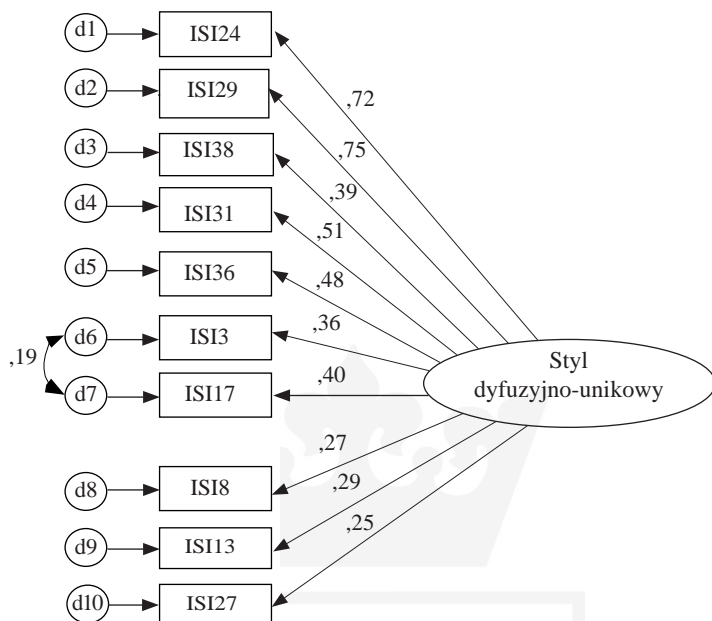 d1
ISI24
d2
ISI29
,72
d3
ISI38
,75
,39
d4
ISI31
,51
d5
ISI36
,48
d6
ISI3
,36
,19
Styl
dyfuzyjno-unikowy
d7
ISI17
,40
,27
d8
ISI8
,29
,25
d9
ISI13
d10
ISI27